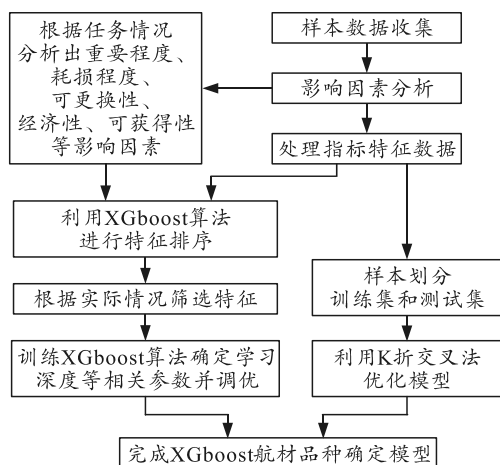 根据任务情况
分析出重要程度、
耗损程度、
可更换性、
经济性、可获得性
等影响因素
样本数据收集
影响因素分析
处理指标特征数据
利用XGboost算法
进行特征排序
根据实际情况筛选特征
训练XGboost算法确定学习
深度等相关参数并调优
样本划分
训练集和测试集
利用K折交叉法
优化模型
完成XGboost航材品种确定模型